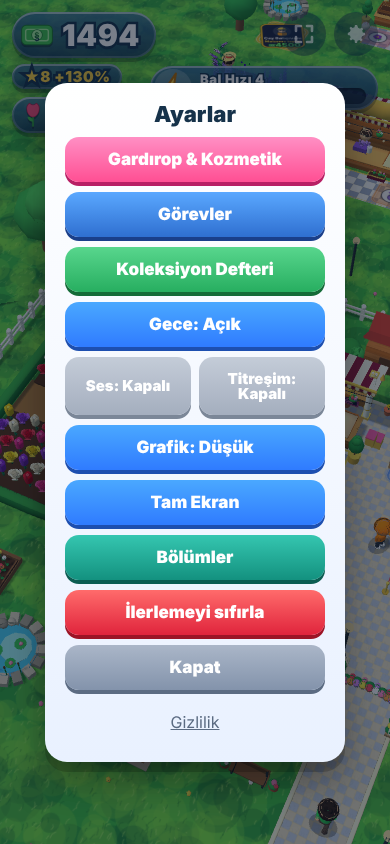 1494
★8 +130%
Bal Hızı 4
Ayarlar
Gardırop & Kozmetik
Görevler
Koleksiyon Defteri
Gece: Açık
Ses: Kapalı
Titreşim:
Kapalı
Grafik: Düşük
Tam Ekran
Bölümler
İlerlemeyi sıfırla
Kapat
Gizlilik